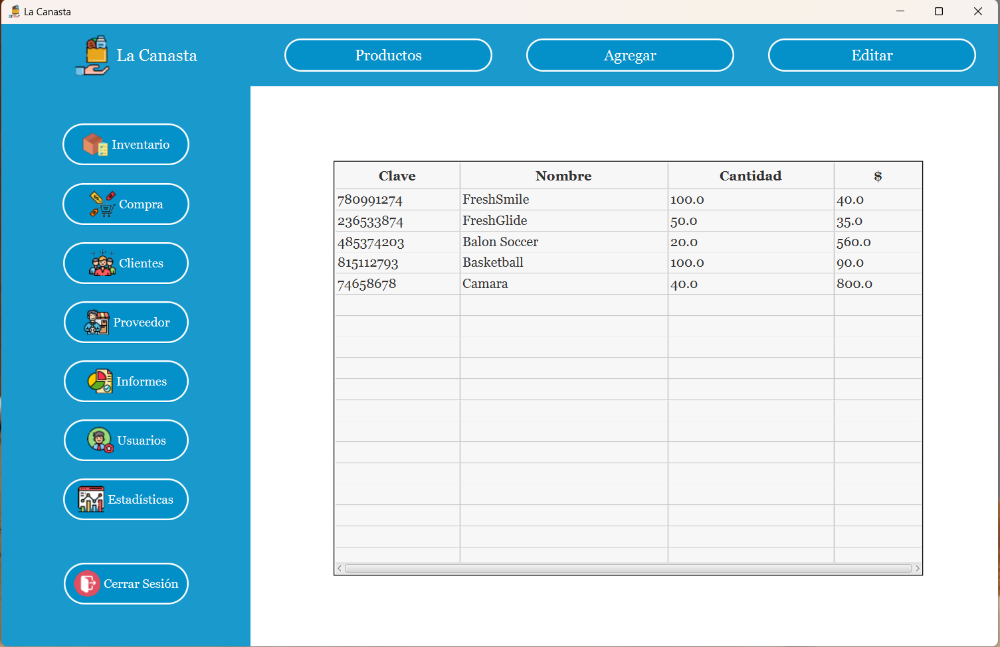 La Canasta
La Canasta
Productos
Agregar
Editar
Inventario
Compra
Clientes
Proveedor
Informes
Usuarios
Estadísticas
Cerrar Sesión
Clave Nombre Cantidad $
780991274 FreshSmile 100.0 40.0
236533874 FreshGlide 50.0 35.0
485374203 Balon Soccer 20.0 560.0
815112793 Basketball 100.0 90.0
74658678 Camara 40.0 800.0